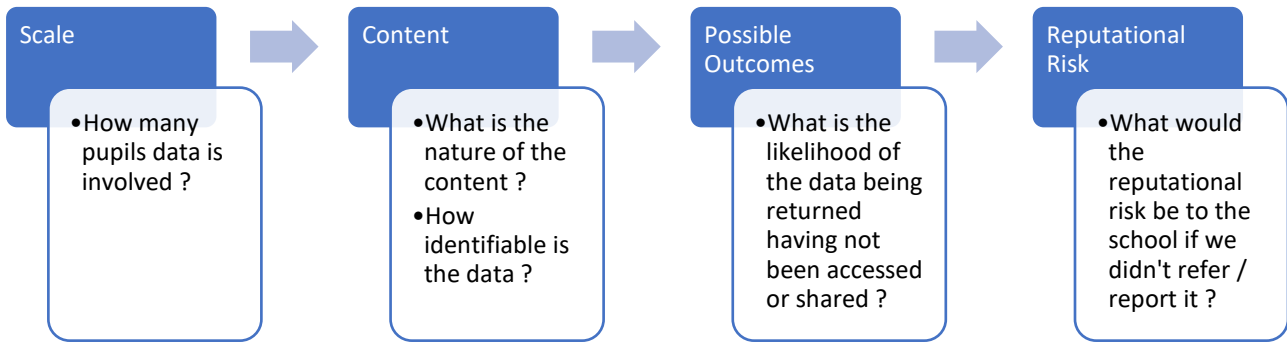 Scale
•How many
pupils data is
involved ?
Content
•What is the
nature of the
content ?
•How
identifiable is
the data ?
Possible
Outcomes
•What is the
likelihood of
the data being
returned
having not
been accessed
or shared ?
Reputational
Risk
•What would
the
reputational
risk be to the
school if we
didn't refer /
report it ?